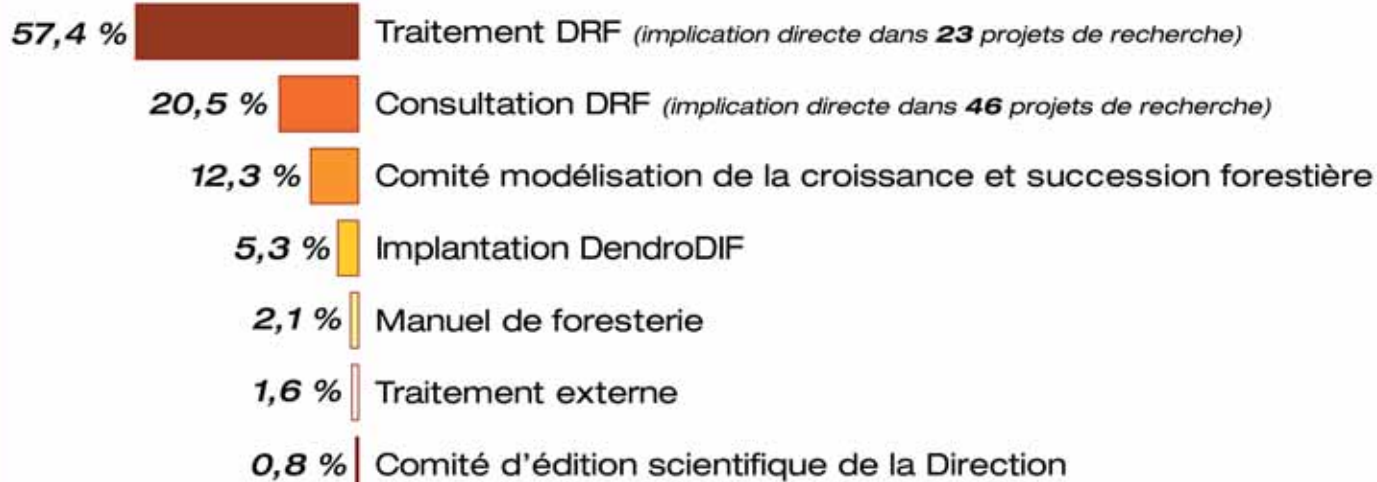 57,4 % Traitement DRF (implication directe dans 23 projets de recherche)
20,5 % Consultation DRF (implication directe dans 46 projets de recherche)
12,3 % Comité modélisation de la croissance et succession forestière
5,3 % Implantation DendroDIF
2,1 % Manuel de foresterie
1,6 % Traitement externe
0,8 % Comité d'édition scientifique de la Direction